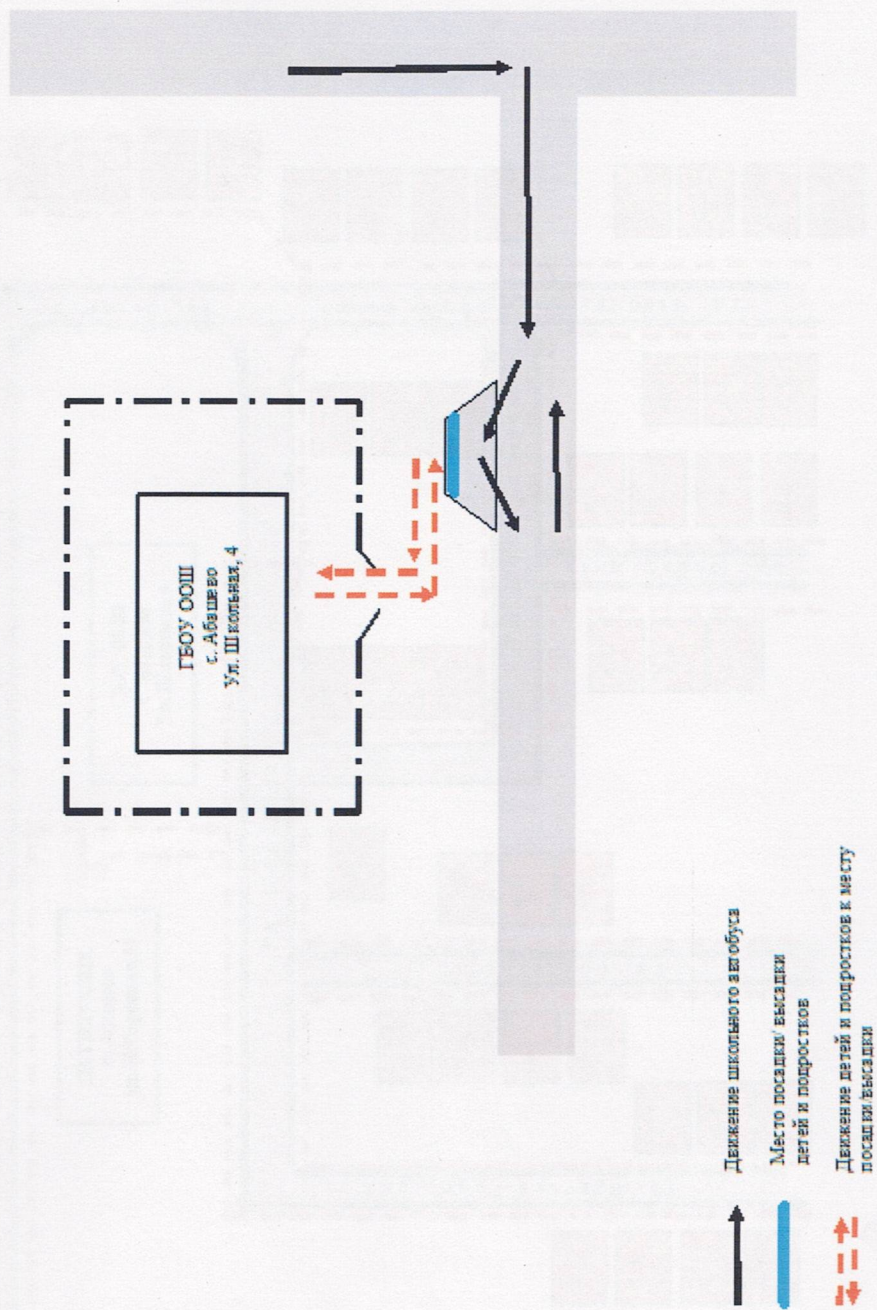 ГБОУ ООШ
с. Абашево
Ул. Школьная, 4
Движение школьного автобуса
Место посадки/ высадки
детей и подростков
Движение детей и подростков к месту
посадки/высадки